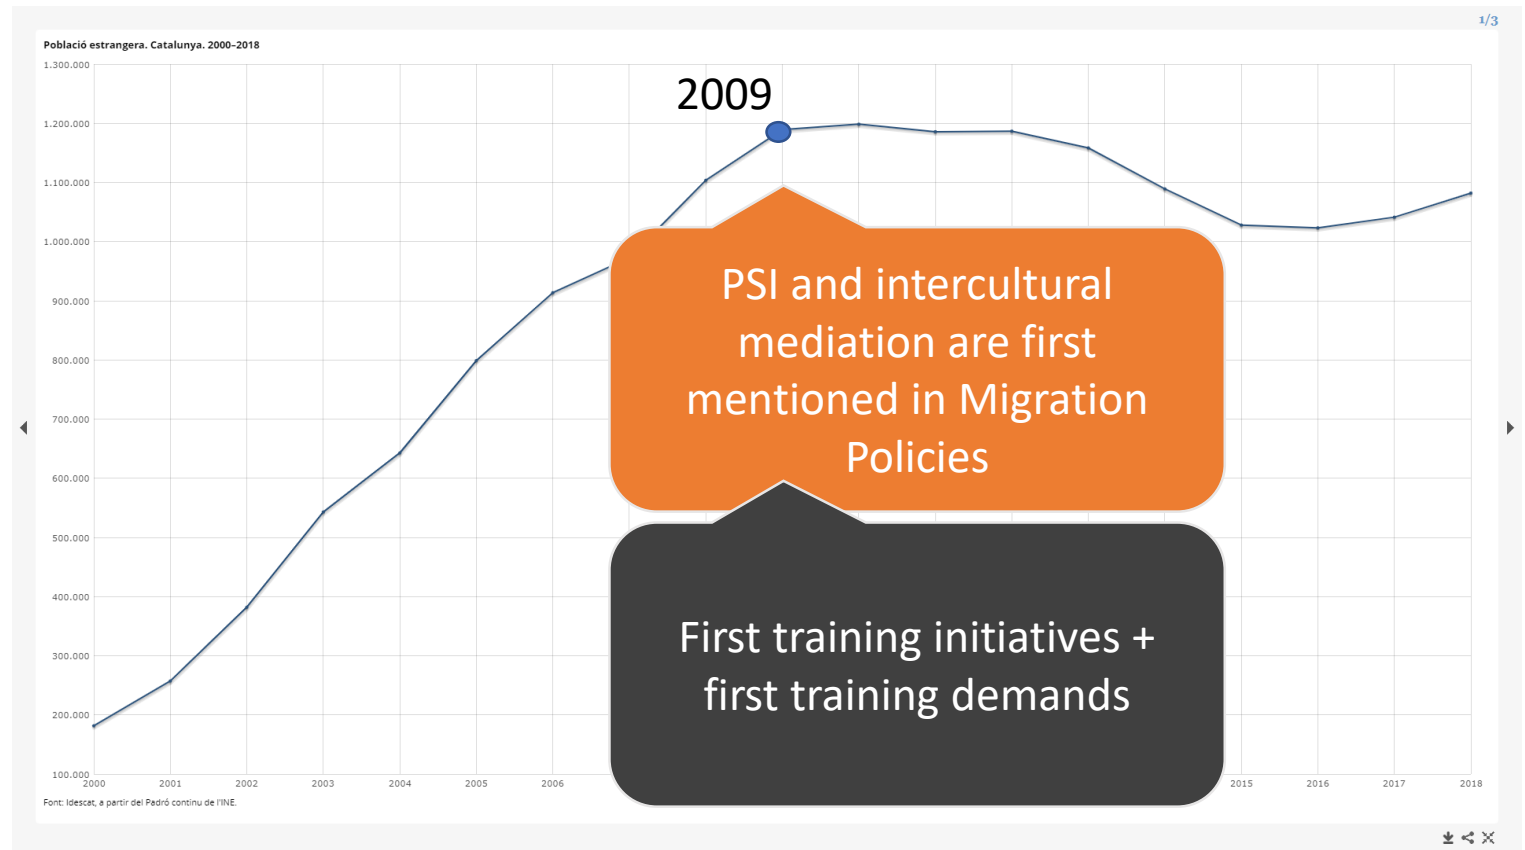 1/3
Població estrangera. Catalunya. 2000–2018
1.300.000
2009
1.200.000
1.100.000
1.000.000
900.000
800.000
700.000
600.000
500.000
400.000
300.000
200.000
100.000
PSI and intercultural
mediation are first
mentioned in Migration
Policies
First training initiatives +
first training demands
2000 2001 2002 2003 2004 2005 2006 2015 2016 2017 2018
Font: Idescat, a partir del Padró continu de l'INE.